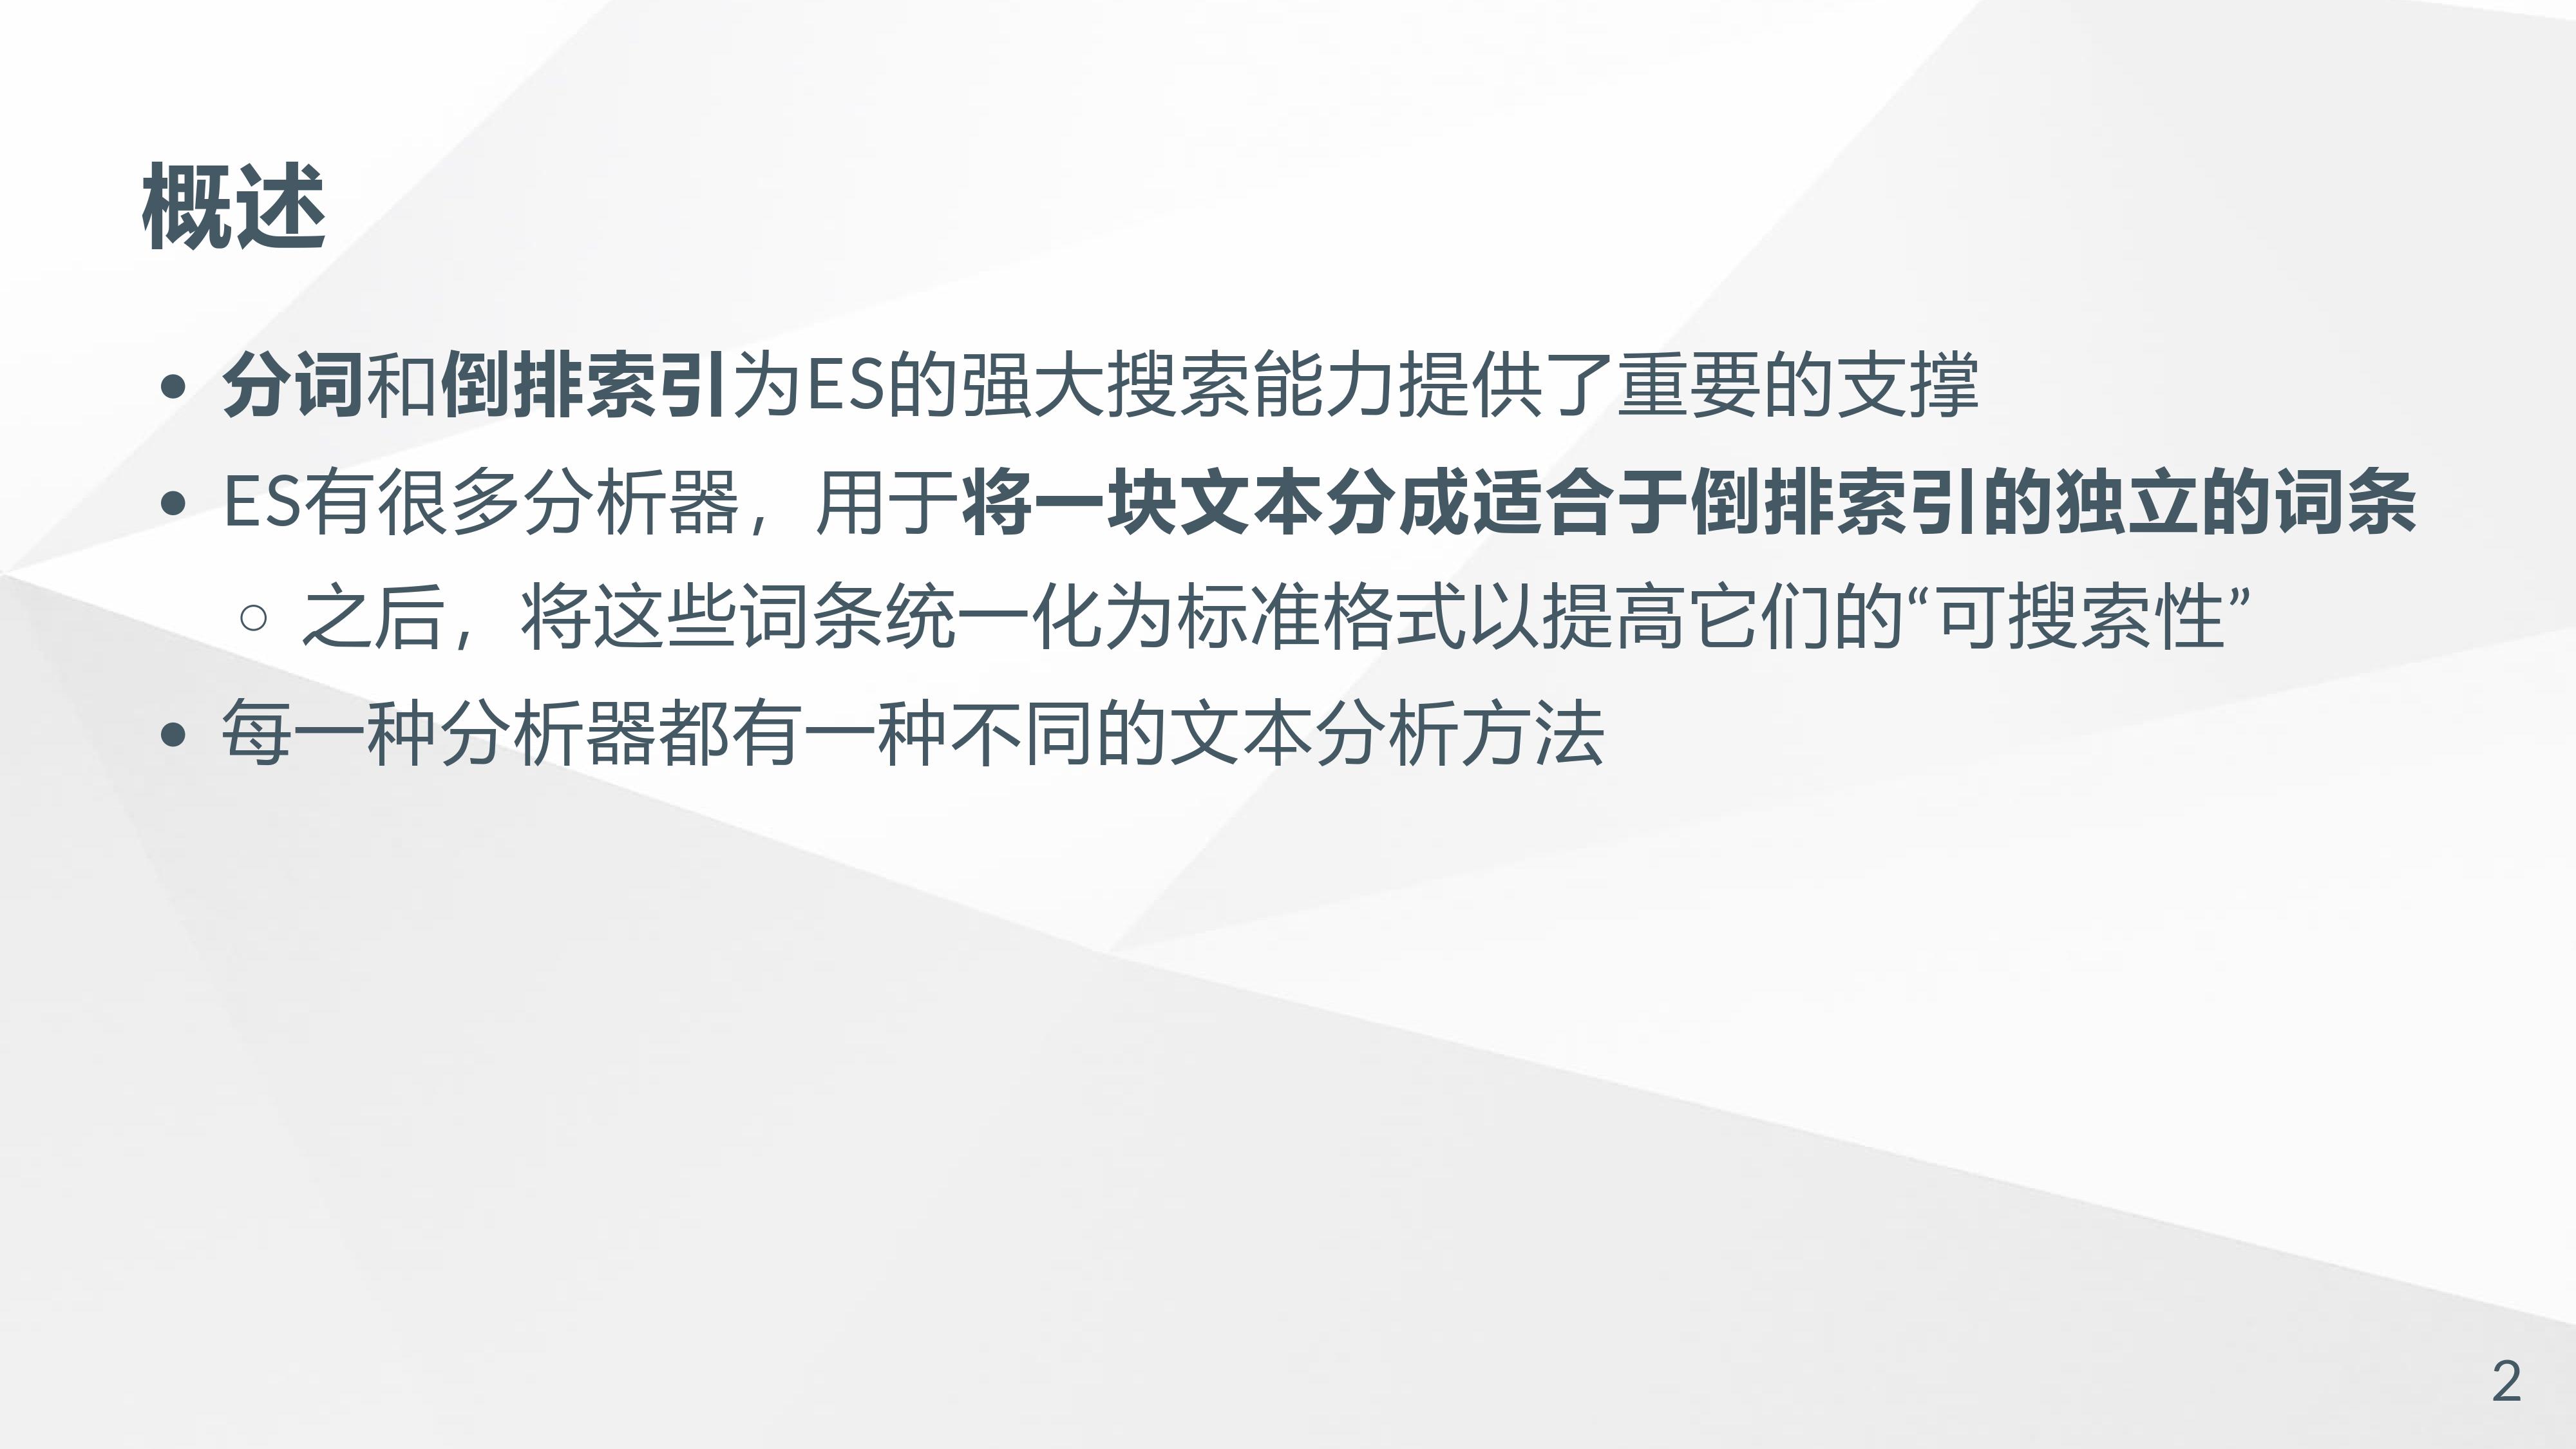 概述
• 分词和倒排索引为ES的强大搜索能力提供了重要的支撑
• ES有很多分析器，用于将一块文本分成适合于倒排索引的独立的词条
○ 之后，将这些词条统一化为标准格式以提高它们的“可搜索性”
• 每一种分析器都有一种不同的文本分析方法
2